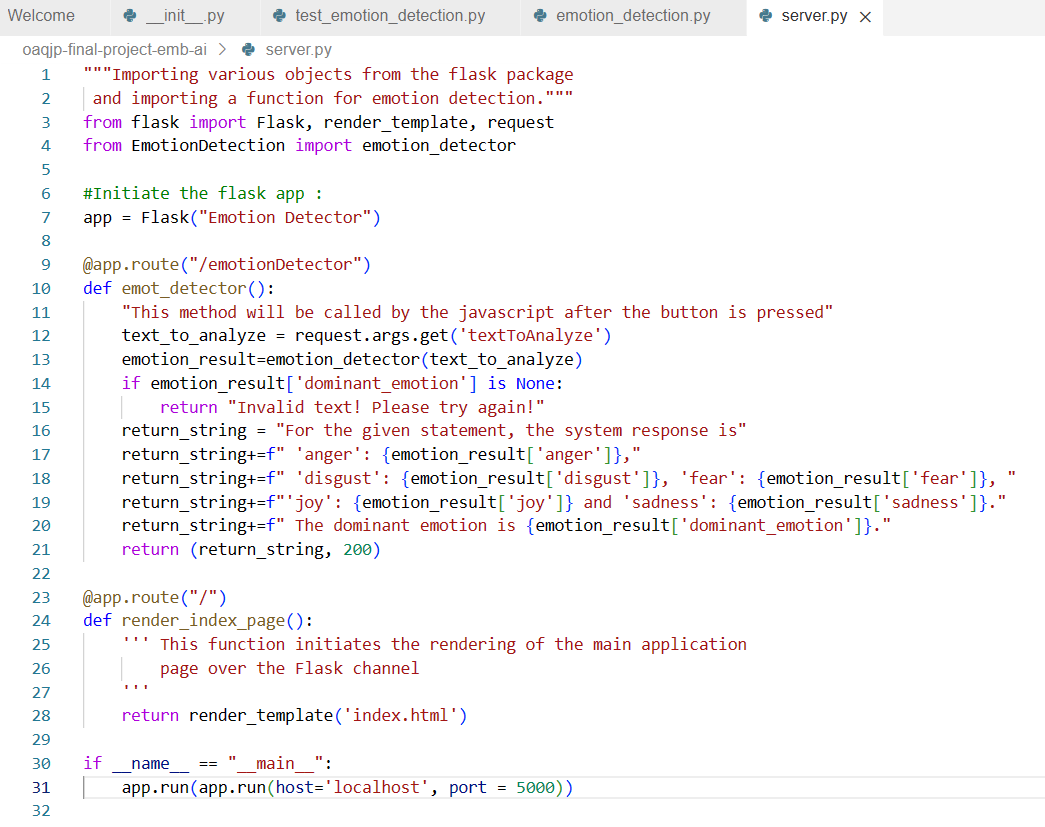 Welcome __init__.py test_emotion_detection.py emotion_detection.py server.py
oaqjp-final-project-emb-ai > server.py
1 """Importing various objects from the flask package
2 and importing a function for emotion detection."""
3 from flask import Flask, render_template, request
4 from EmotionDetection import emotion_detector
5
6 #Initiate the flask app :
7 app = Flask("Emotion Detector")
8
9 @app.route("/emotionDetector")
10 def emot_detector():
11     "This method will be called by the javascript after the button is pressed"
12     text_to_analyze = request.args.get('textToAnalyze')
13     emotion_result=emotion_detector(text_to_analyze)
14     if emotion_result['dominant_emotion'] is None:
15         return "Invalid text! Please try again!"
16     return_string = "For the given statement, the system response is"
17     return_string+=f" 'anger': {emotion_result['anger']},"
18     return_string+=f" 'disgust': {emotion_result['disgust']}, 'fear': {emotion_result['fear']}, "
19     return_string+=f"'joy': {emotion_result['joy']} and 'sadness': {emotion_result['sadness']}."
20     return_string+=f" The dominant emotion is {emotion_result['dominant_emotion']}."
21     return (return_string, 200)
22
23 @app.route("/")
24 def render_index_page():
25     ''' This function initiates the rendering of the main application
26         page over the Flask channel
27     '''
28     return render_template('index.html')
29
30 if __name__ == "__main__":
31     app.run(app.run(host='localhost', port = 5000))
32